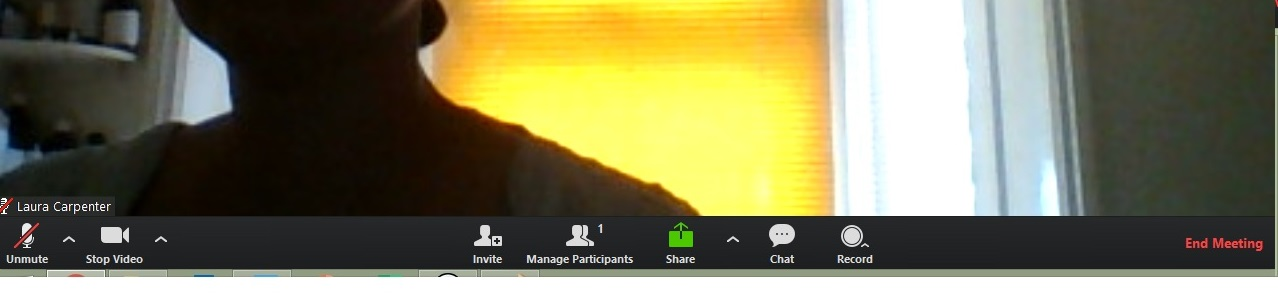 Laura Carpenter
1
Unmute Stop Video Invite Manage Participants Share Chat Record End Meeting